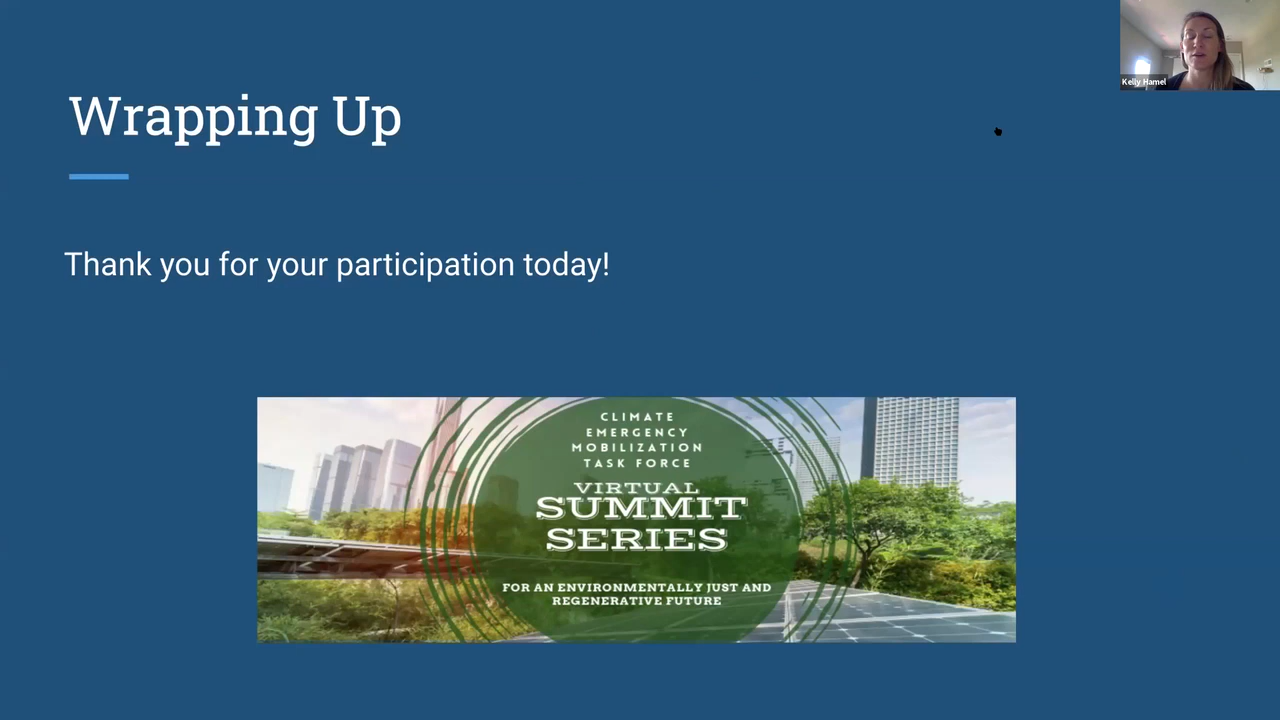 Kelly Hamel
Wrapping Up
Thank you for your participation today!
CLIMATE
EMERGENCY
MOBILIZATION
TASK FORCE
VIRTUAL
SUMMIT
SERIES
FOR AN ENVIRONMENTALLY JUST AND
REGENERATIVE FUTURE